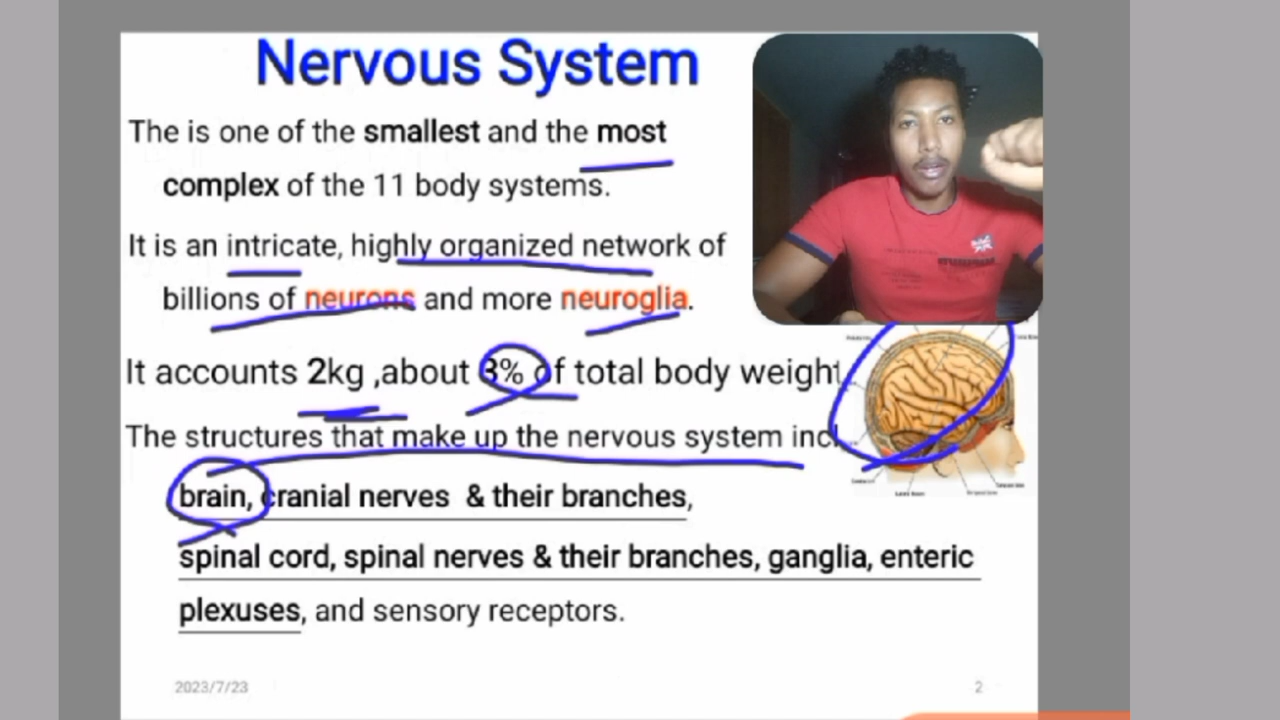 Nervous System
The is one of the smallest and the most
complex of the 11 body systems.
It is an intricate, highly organized network of
billions of neurons and more neuroglia.
It accounts 2kg ,about 3% of total body weight
The structures that make up the nervous system incl
brain, cranial nerves & their branches,
spinal cord, spinal nerves & their branches, ganglia, enteric
plexuses, and sensory receptors.
2023/7/23
2